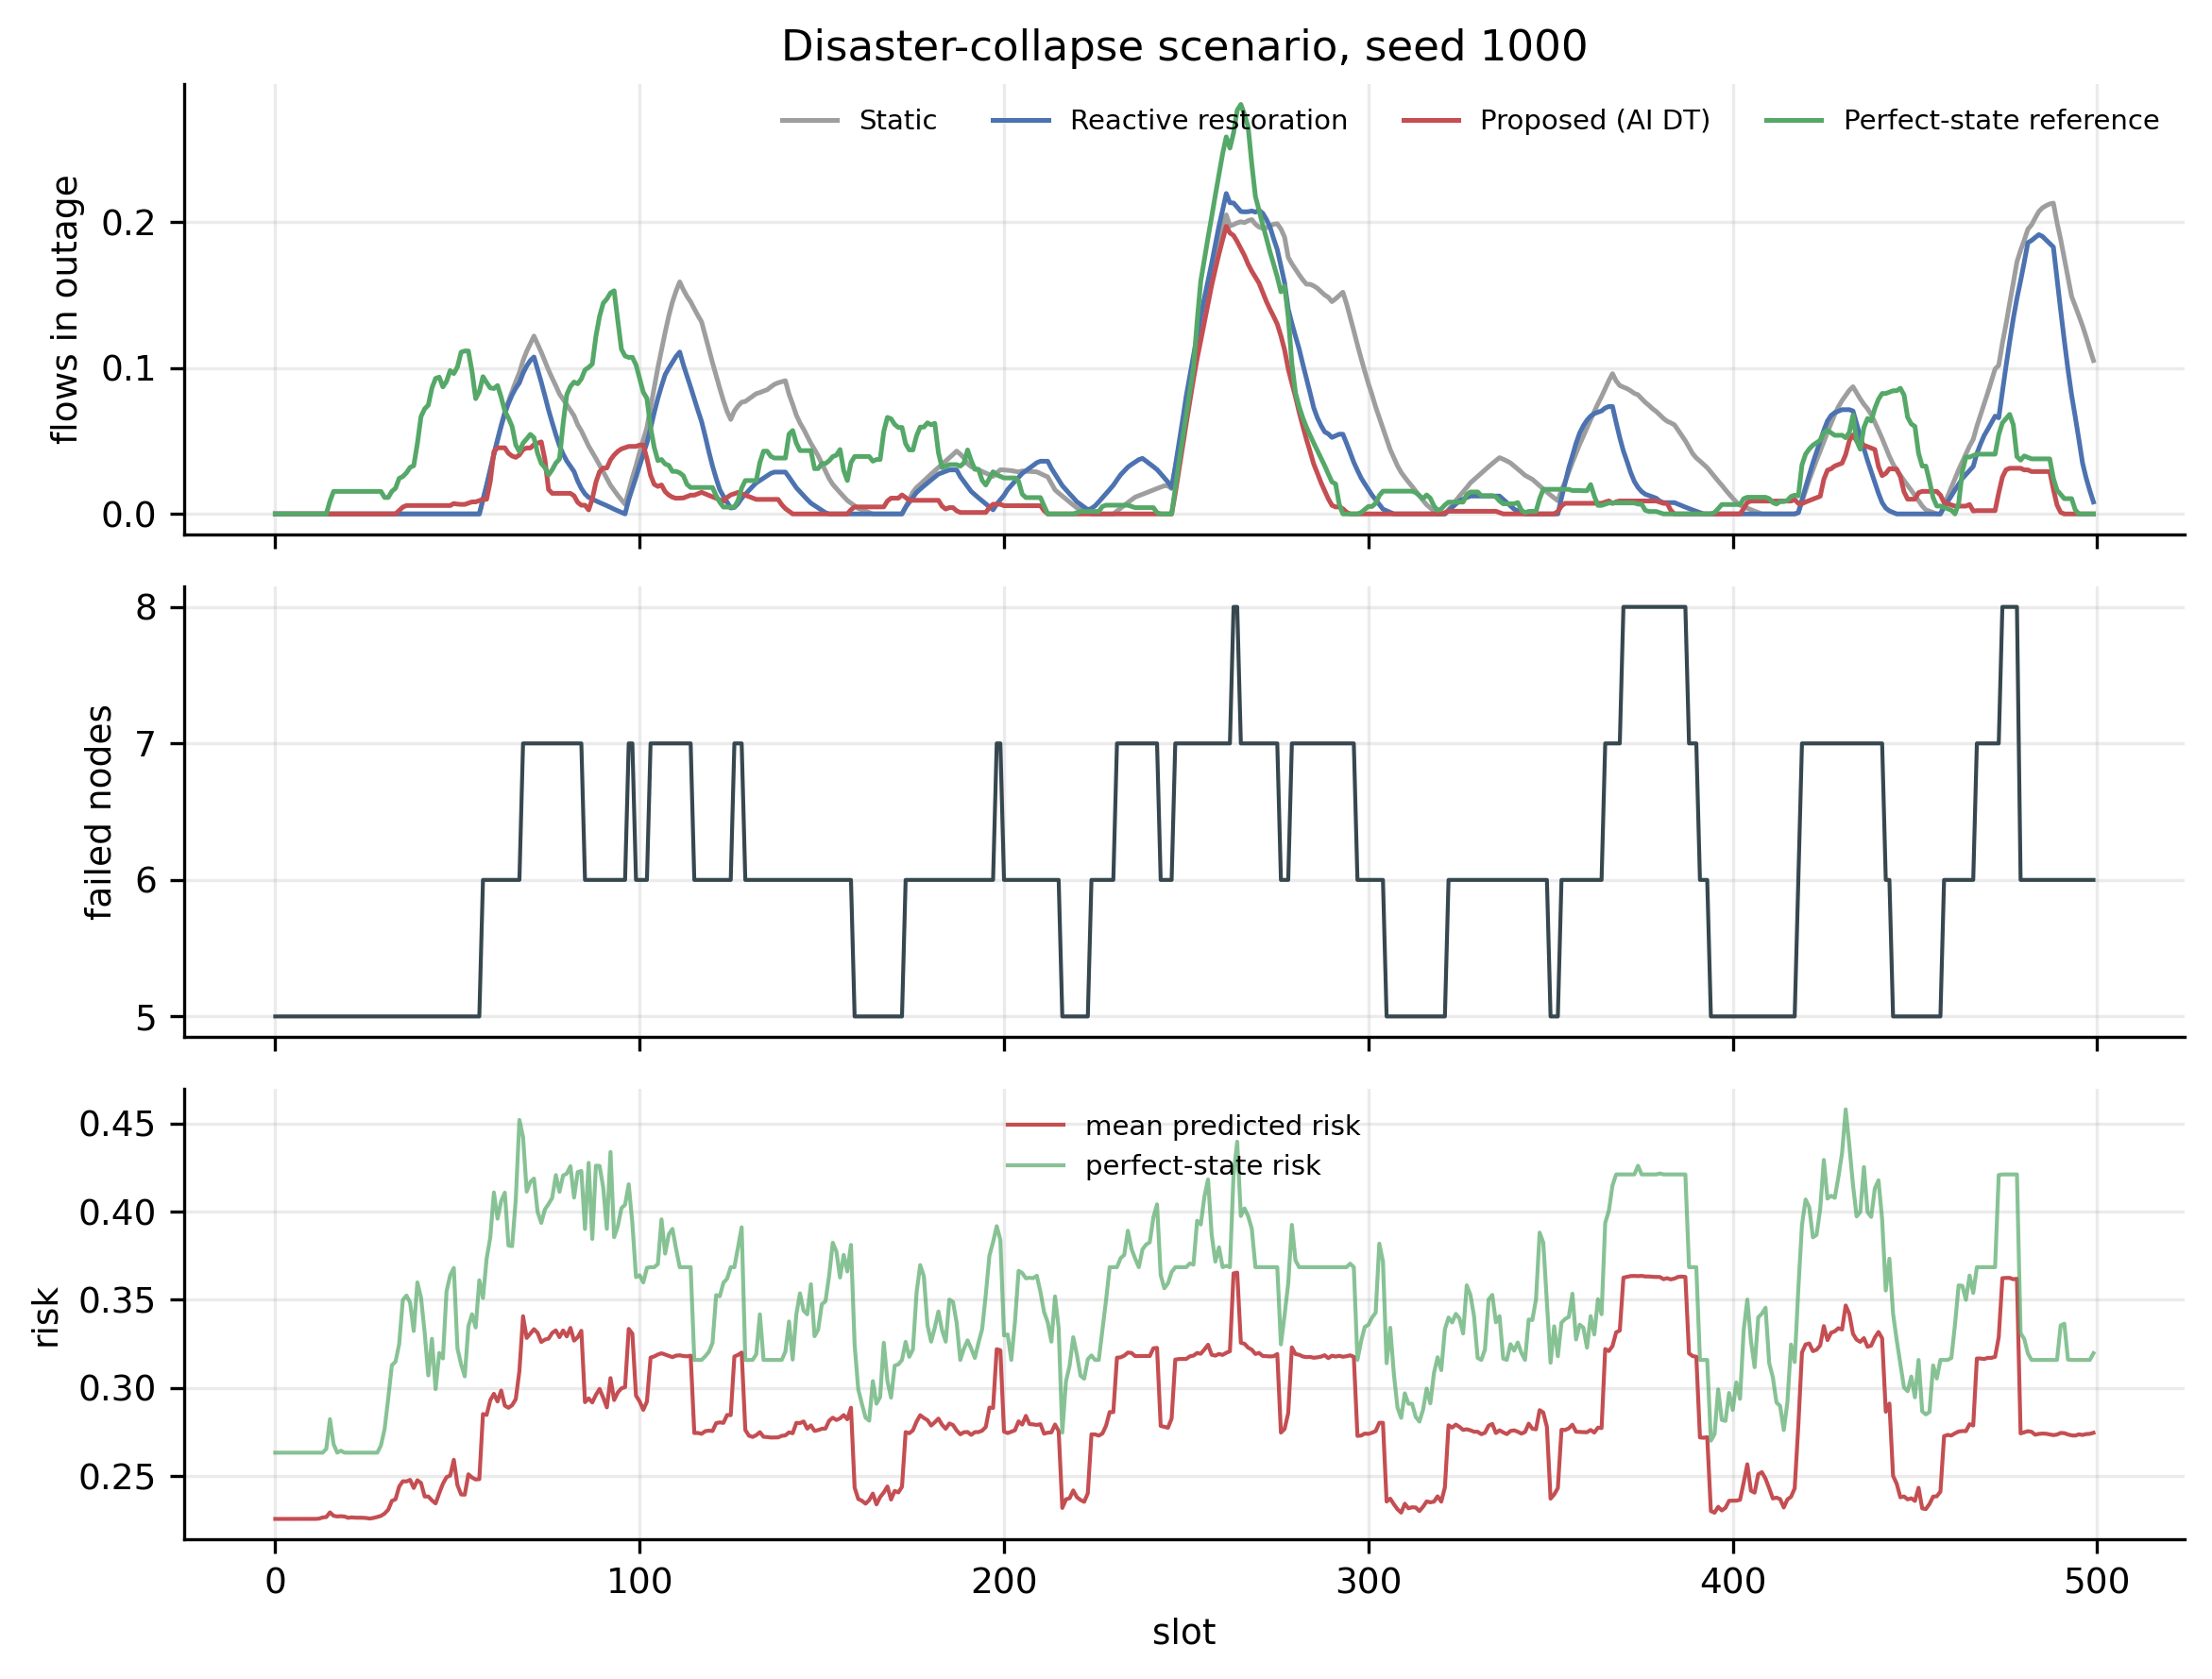 Disaster-collapse scenario, seed 1000
Static
Reactive restoration
Proposed (AI DT)
Perfect-state reference
flows in outage
0.2
0.1
0.0
failed nodes
8
7
6
5
mean predicted risk
perfect-state risk
risk
0.45
0.40
0.35
0.30
0.25
0
100
200
300
400
500
slot